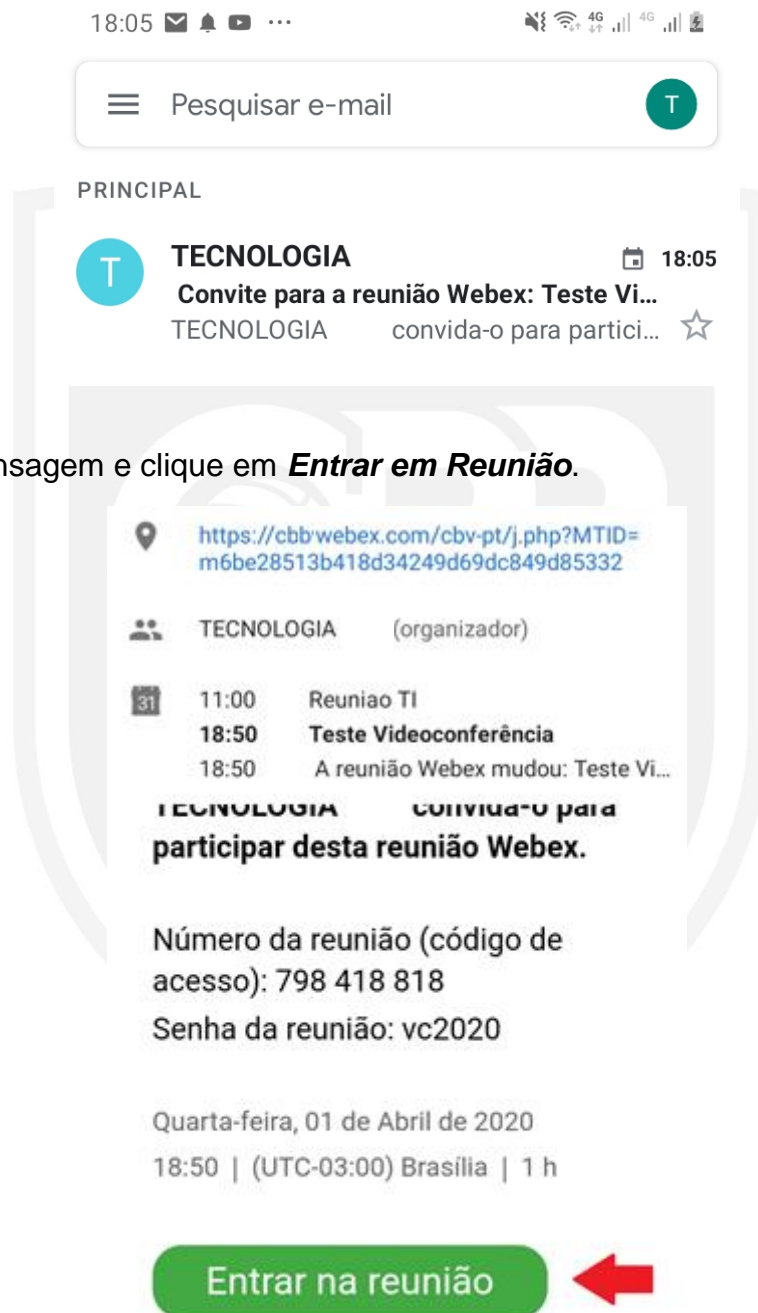 18:05
4G 4G
Pesquisar e-mail
T
PRINCIPAL
T
TECNOLOGIA 18:05
Convite para a reunião Webex: Teste Vi...
TECNOLOGIA convida-o para partici...
nsagem e clique em Entrar em Reunião.
https://cbbwebex.com/cbv-pt/j.php?MTID=
m6be28513b418d34249d69dc849d85332
TECNOLOGIA (organizador)
31
11:00 Reuniao TI
18:50 Teste Videoconferência
18:50 A reunião Webex mudou: Teste Vi...
TECNOLOGIA convida-o para
participar desta reunião Webex.
Número da reunião (código de
acesso): 798 418 818
Senha da reunião: vc2020
Quarta-feira, 01 de Abril de 2020
18:50 | (UTC-03:00) Brasília | 1 h
Entrar na reunião